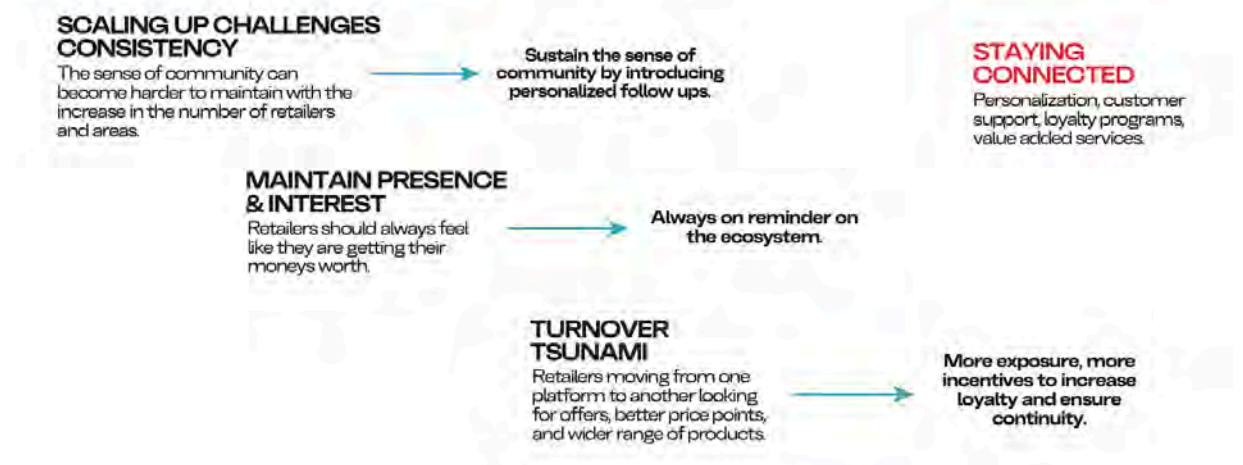 SCALING UP CHALLENGES
CONSISTENCY
The sense of community can
become harder to maintain with the
increase in the number of retailers
and areas.
Sustain the sense of
community by introducing
personalized follow ups.
STAYING
CONNECTED
Personalization, customer
support, loyalty programs,
value added services.
MAINTAIN PRESENCE
& INTEREST
Retailers should always feel
like they are getting their
moneys worth.
Always on reminder on
the ecosystem.
TURNOVER
TSUNAMI
Retailers moving from one
platform to another looking
for offers, better price points,
and wider range of products.
More exposure, more
incentives to increase
loyalty and ensure
continuity.